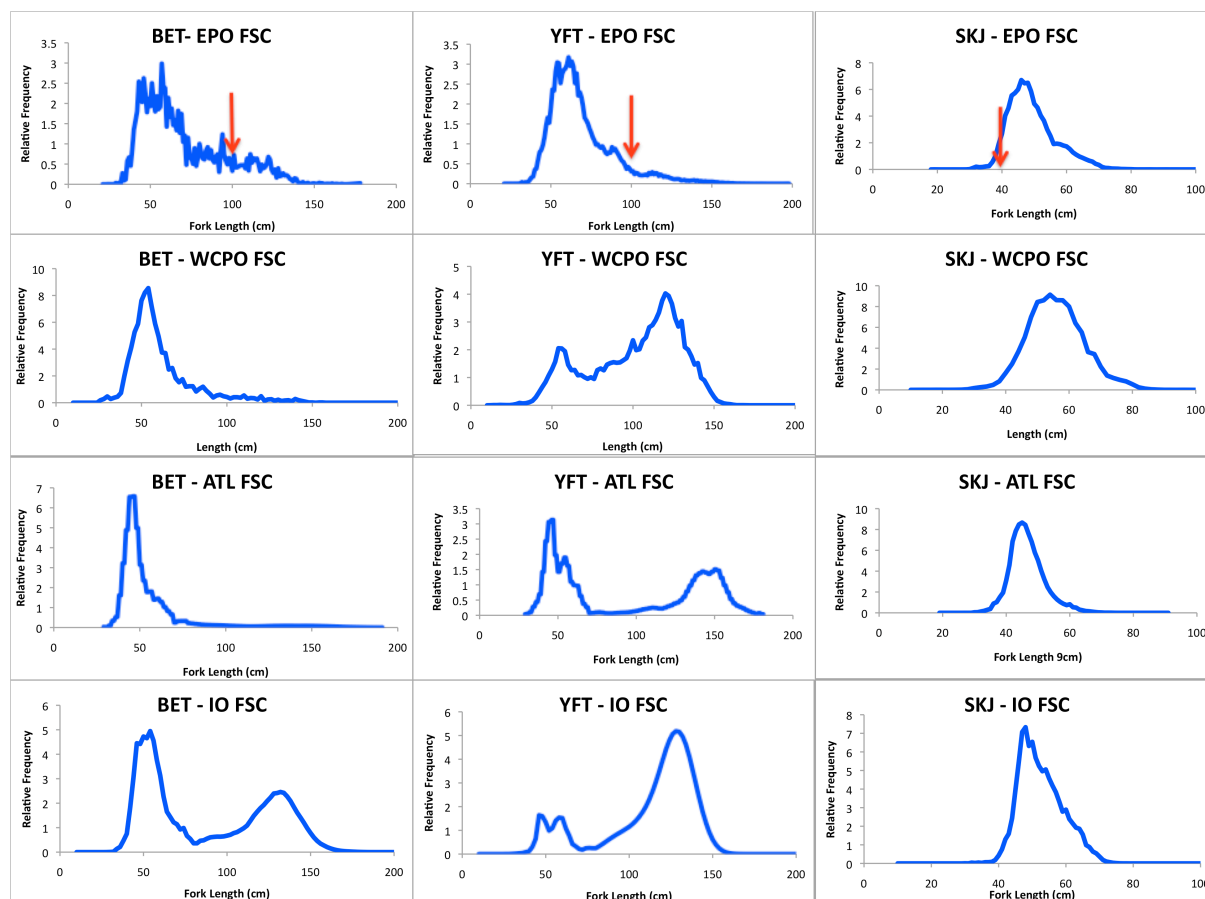 BET- EPO FSC
Relative Frequency
3.5
3
2.5
2
1.5
1
0.5
0
0 50 100 150 200
Fork Length (cm)
YFT - EPO FSC
Relative Frequency
3.5
3
2.5
2
1.5
1
0.5
0
0 50 100 150 200
Fork Length (cm)
SKJ - EPO FSC
Relative Frequency
8
6
4
2
0
0 20 40 60 80 100
Fork Length (cm)
BET - WCPO FSC
Relative Frequency
10
8
6
4
2
0
0 50 100 150 200
Length (cm)
YFT - WCPO FSC
Relative Frequency
5
4
3
2
1
0
0 50 100 150 200
Length (cm)
SKJ - WCPO FSC
Relative Frequency
10
8
6
4
2
0
0 20 40 60 80 100
Length (cm)
BET - ATL FSC
Relative Frequency
7
6
5
4
3
2
1
0
0 50 100 150 200
Fork Length (cm)
YFT - ATL FSC
Relative Frequency
3.5
3
2.5
2
1.5
1
0.5
0
0 50 100 150 200
Fork Length (cm)
SKJ - ATL FSC
Relative Frequency
10
8
6
4
2
0
0 20 40 60 80 100
Fork Length 9cm)
BET - IO FSC
Relative Frequency
6
5
4
3
2
1
0
0 50 100 150 200
Fork Length (cm)
YFT - IO FSC
Relative Frequency
6
5
4
3
2
1
0
0 50 100 150 200
Fork Length (cm)
SKJ - IO FSC
Relative Frequency
8
7
6
5
4
3
2
1
0
0 20 40 60 80 100
Fork Length (cm)